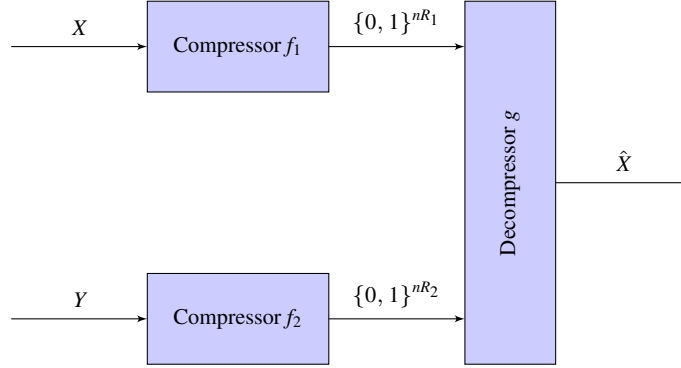 X
Compressor f₁
{0, 1}ⁿᴿ₁
Decompressor g
X̂
Y
Compressor f₂
{0, 1}ⁿᴿ₂